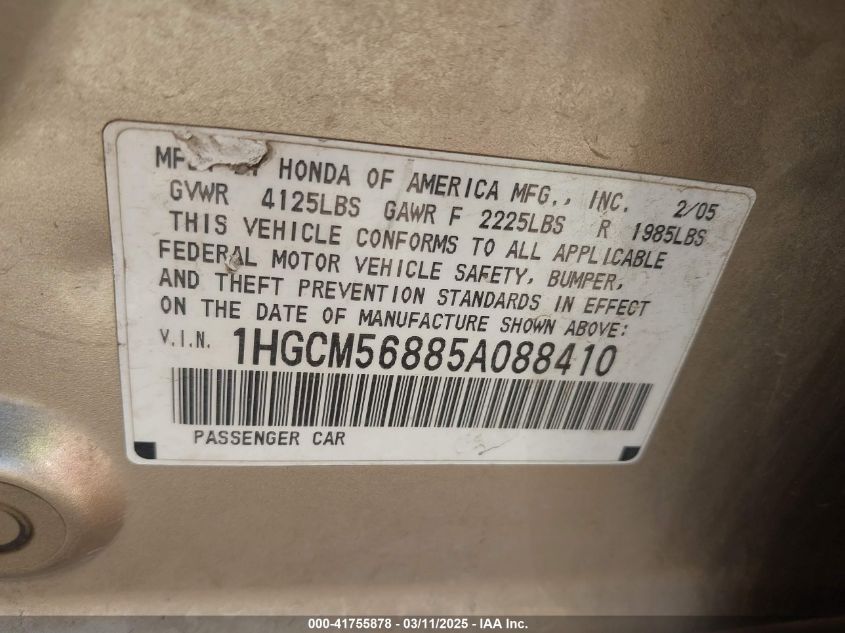 HONDA OF AMERICA MFG., INC. 2/05
GVWR 4125LBS GAWR F 2225LBS R 1985LBS
THIS VEHICLE CONFORMS TO ALL APPLICABLE
FEDERAL MOTOR VEHICLE SAFETY, BUMPER,
AND THEFT PREVENTION STANDARDS IN EFFECT
ON THE DATE OF MANUFACTURE SHOWN ABOVE:
V.I.N. 1HGCM56885A088410
PASSENGER CAR
000-41755878 - 03/11/2025 - IAA Inc.